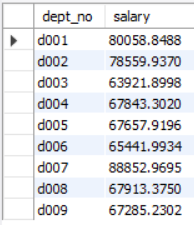 dept_no salary
d001 80058.8488
d002 78559.9370
d003 63921.8998
d004 67843.3020
d005 67657.9196
d006 65441.9934
d007 88852.9695
d008 67913.3750
d009 67285.2302